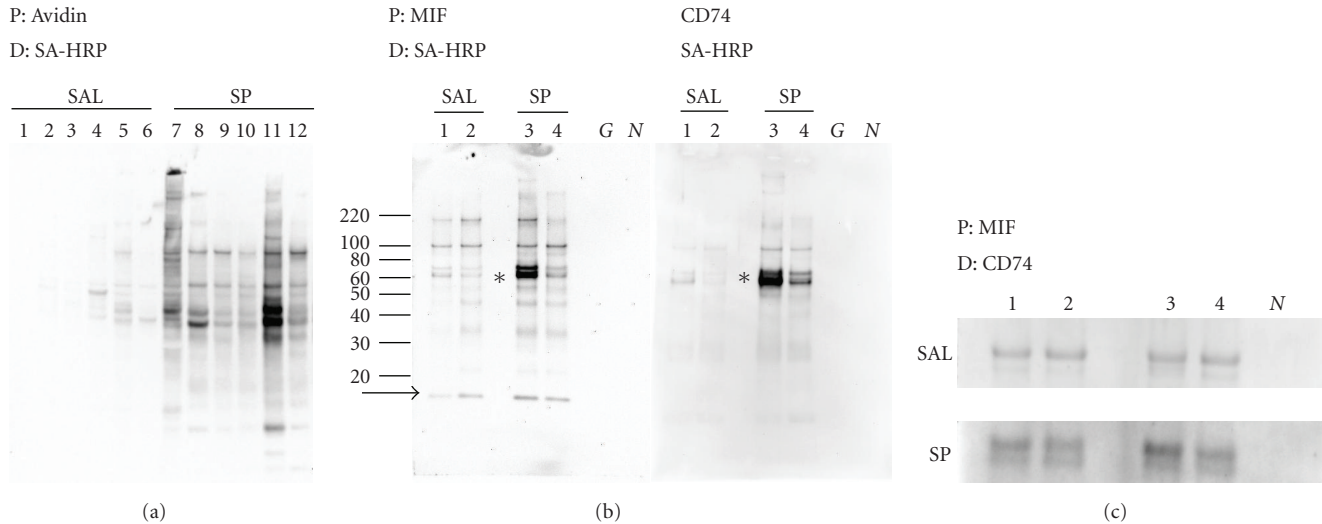 P: Avidin
D: SA-HRP
SAL SP
1 2 3 4 5 6 7 8 9 10 11 12
(a)
P: MIF CD74
D: SA-HRP SA-HRP
SAL SP SAL SP
1 2 3 4 G N 1 2 3 4 G N
220
100
80
60 * *
50
40
30
20
(b)
P: MIF
D: CD74
1 2 3 4 N
SAL
SP
(c)